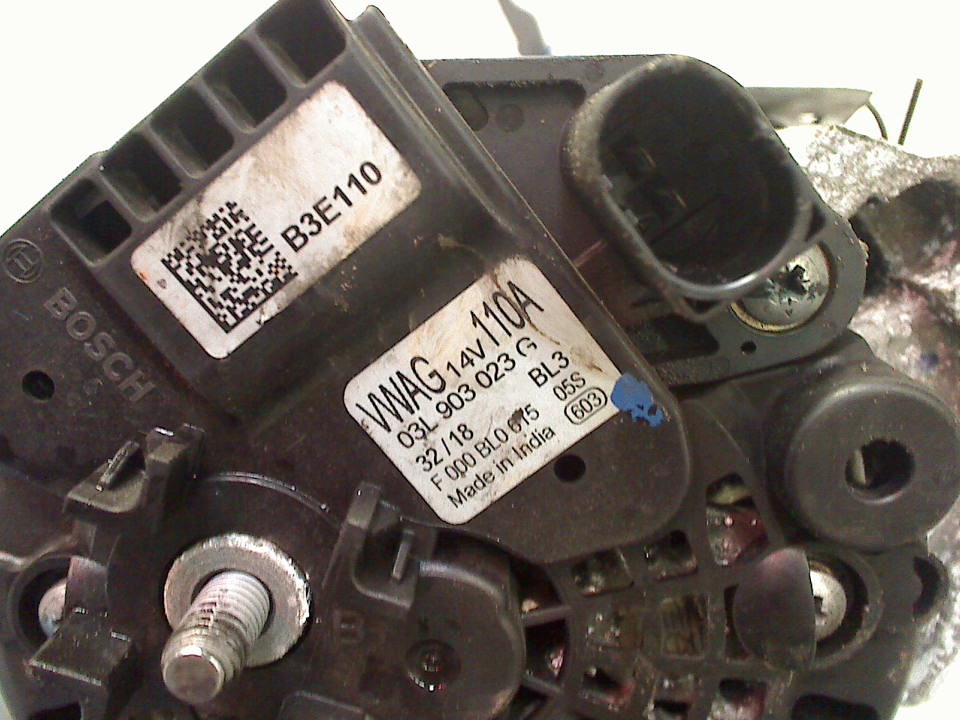 B3E110
BOSCH
VWAG 14V 110A
03L 903 023 G
32/18 BL3
F 000 BL0 615 05S
Made in India 603